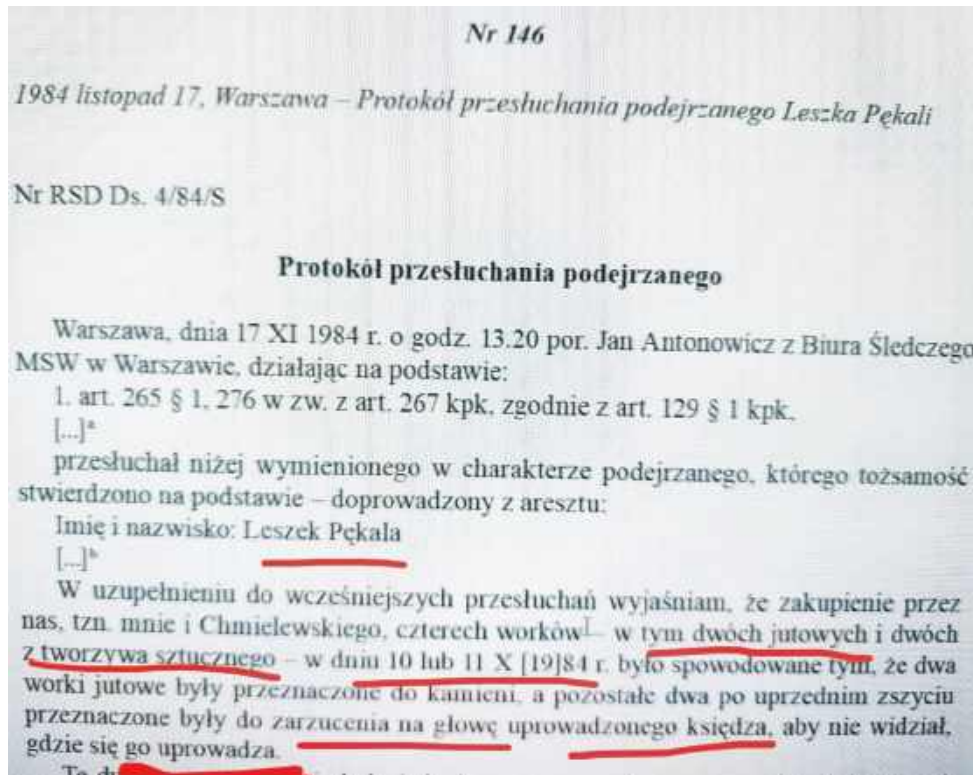 Nr 146
1984 listopad 17, Warszawa – Protokół przesłuchania podejrzanego Leszka Pękali
Nr RSD Ds. 4/84/S
Protokół przesłuchania podejrzanego
Warszawa, dnia 17 XI 1984 r. o godz. 13.20 por. Jan Antonowicz z Biura Śledczego
MSW w Warszawie, działając na podstawie:
1. art. 265 § 1, 276 w zw. z art. 267 kpk, zgodnie z art. 129 § 1 kpk.
[...]ᵃ
przesłuchał niżej wymienionego w charakterze podejrzanego, którego tożsamość
stwierdzono na podstawie – doprowadzony z aresztu:
Imię i nazwisko: Leszek Pękala
[...]ᵇ
W uzupełnieniu do wcześniejszych przesłuchań wyjaśniam, że zakupienie przez
nas, tzn. mnie i Chmielewskiego, czterech worków – w tym dwóch jutowych i dwóch
z tworzywa sztucznego – w dniu 10 lub 11 X [19]84 r. było spowodowane tym, że dwa
worki jutowe były przeznaczone do kamieni, a pozostałe dwa po uprzednim zszyciu
przeznaczone były do zarzucenia na głowę uprowadzonego księdza, aby nie widział,
gdzie się go uprowadza.